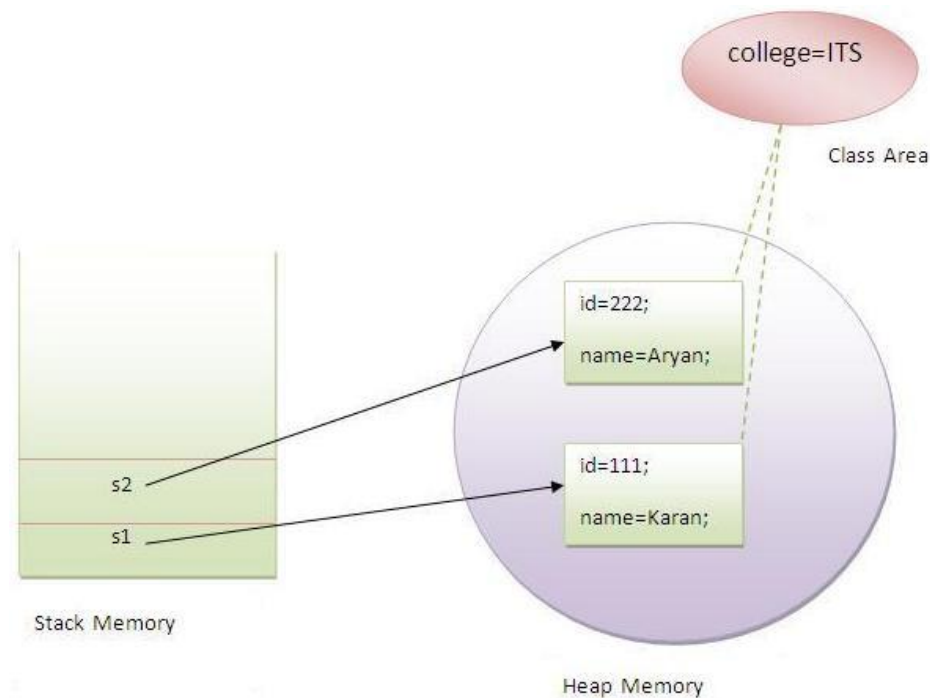 college=ITS
Class Area
id=222;
name=Aryan;
s2
id=111;
name=Karan;
s1
Stack Memory
Heap Memory